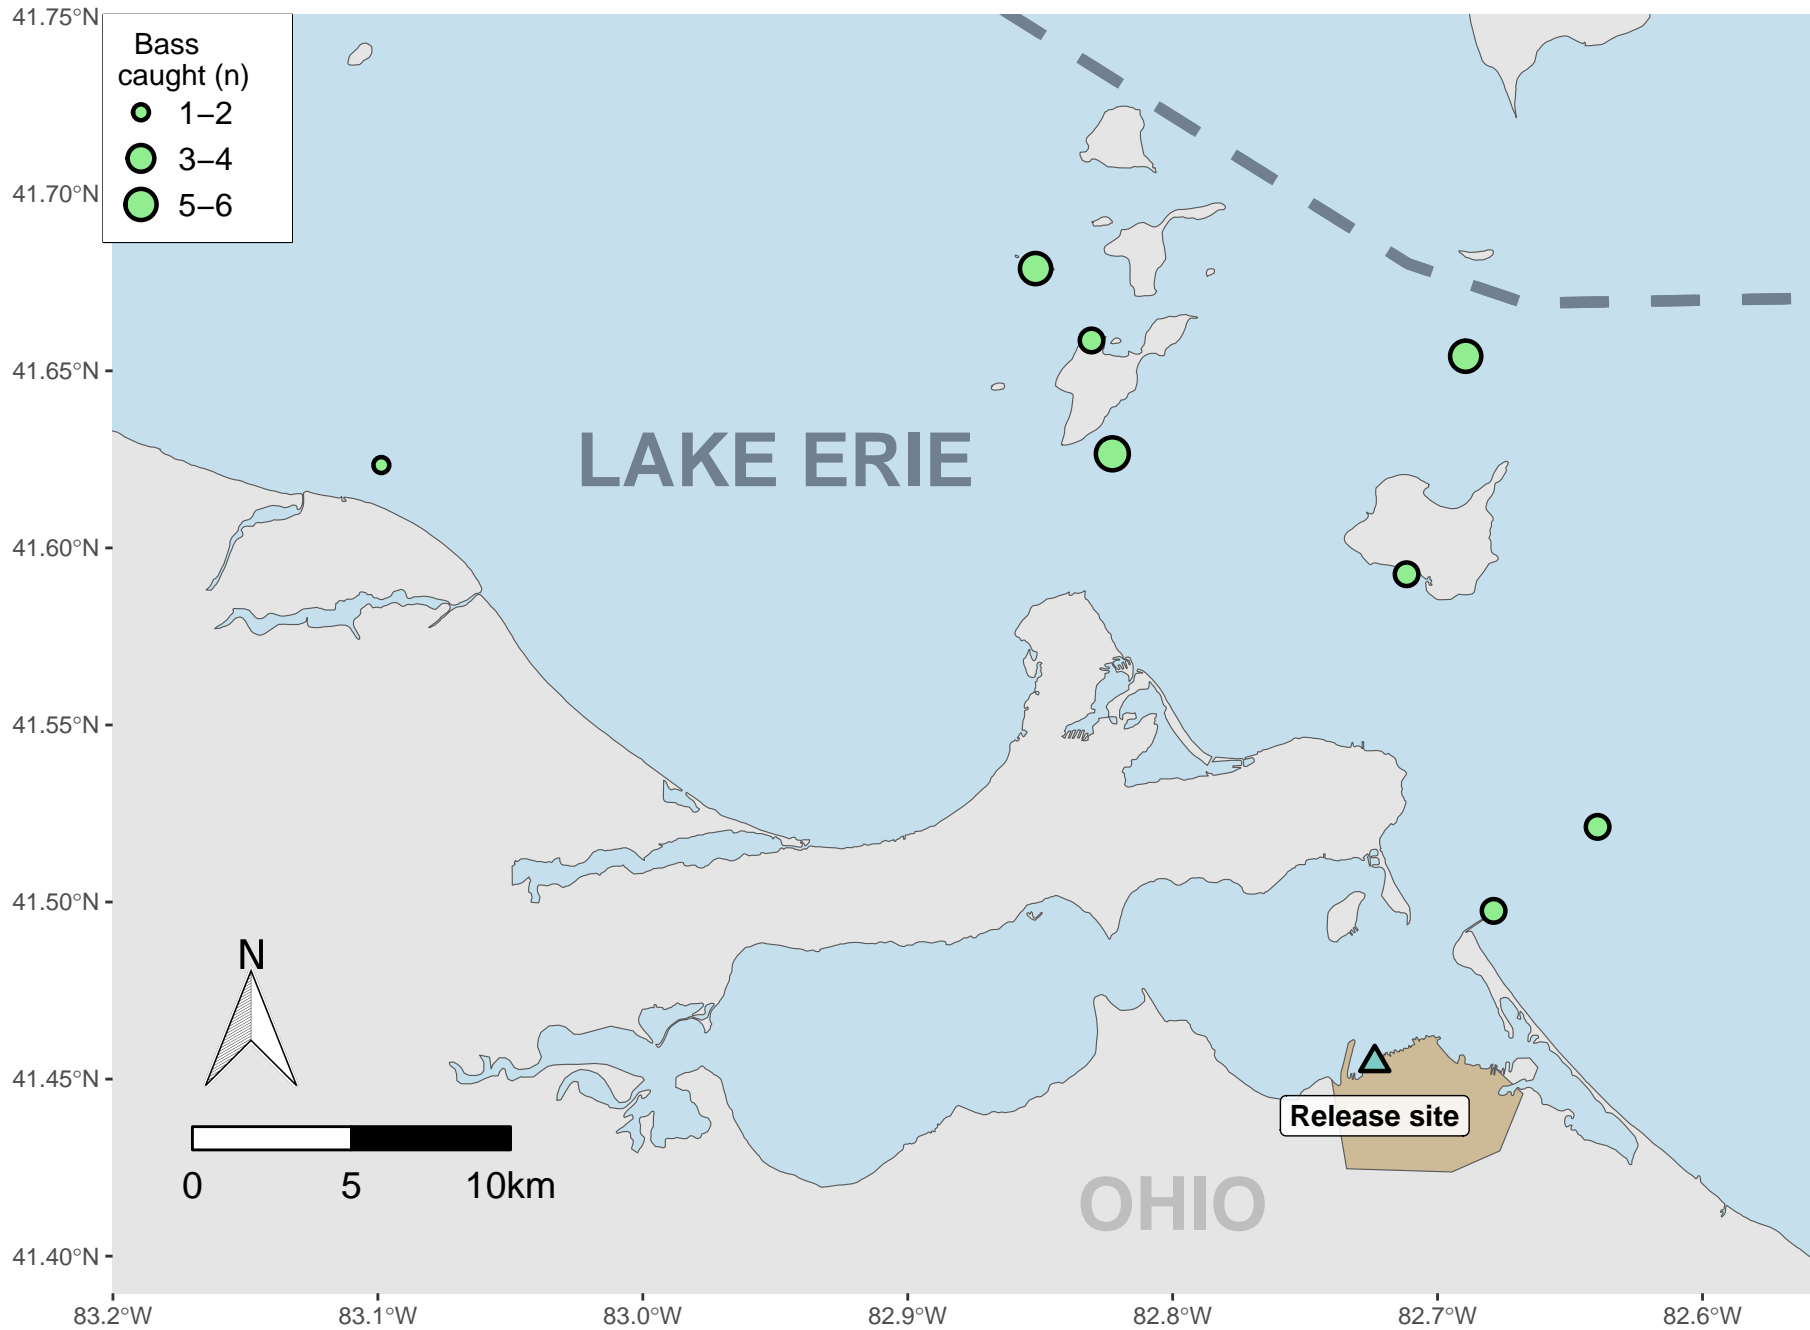 41.75°N
Bass
caught (n)
1–2
3–4
5–6
41.70°N
41.65°N
LAKE ERIE
41.60°N
41.55°N
41.50°N
N
41.45°N
Release site
0 5 10km
OHIO
41.40°N
83.2°W 83.1°W 83.0°W 82.9°W 82.8°W 82.7°W 82.6°W